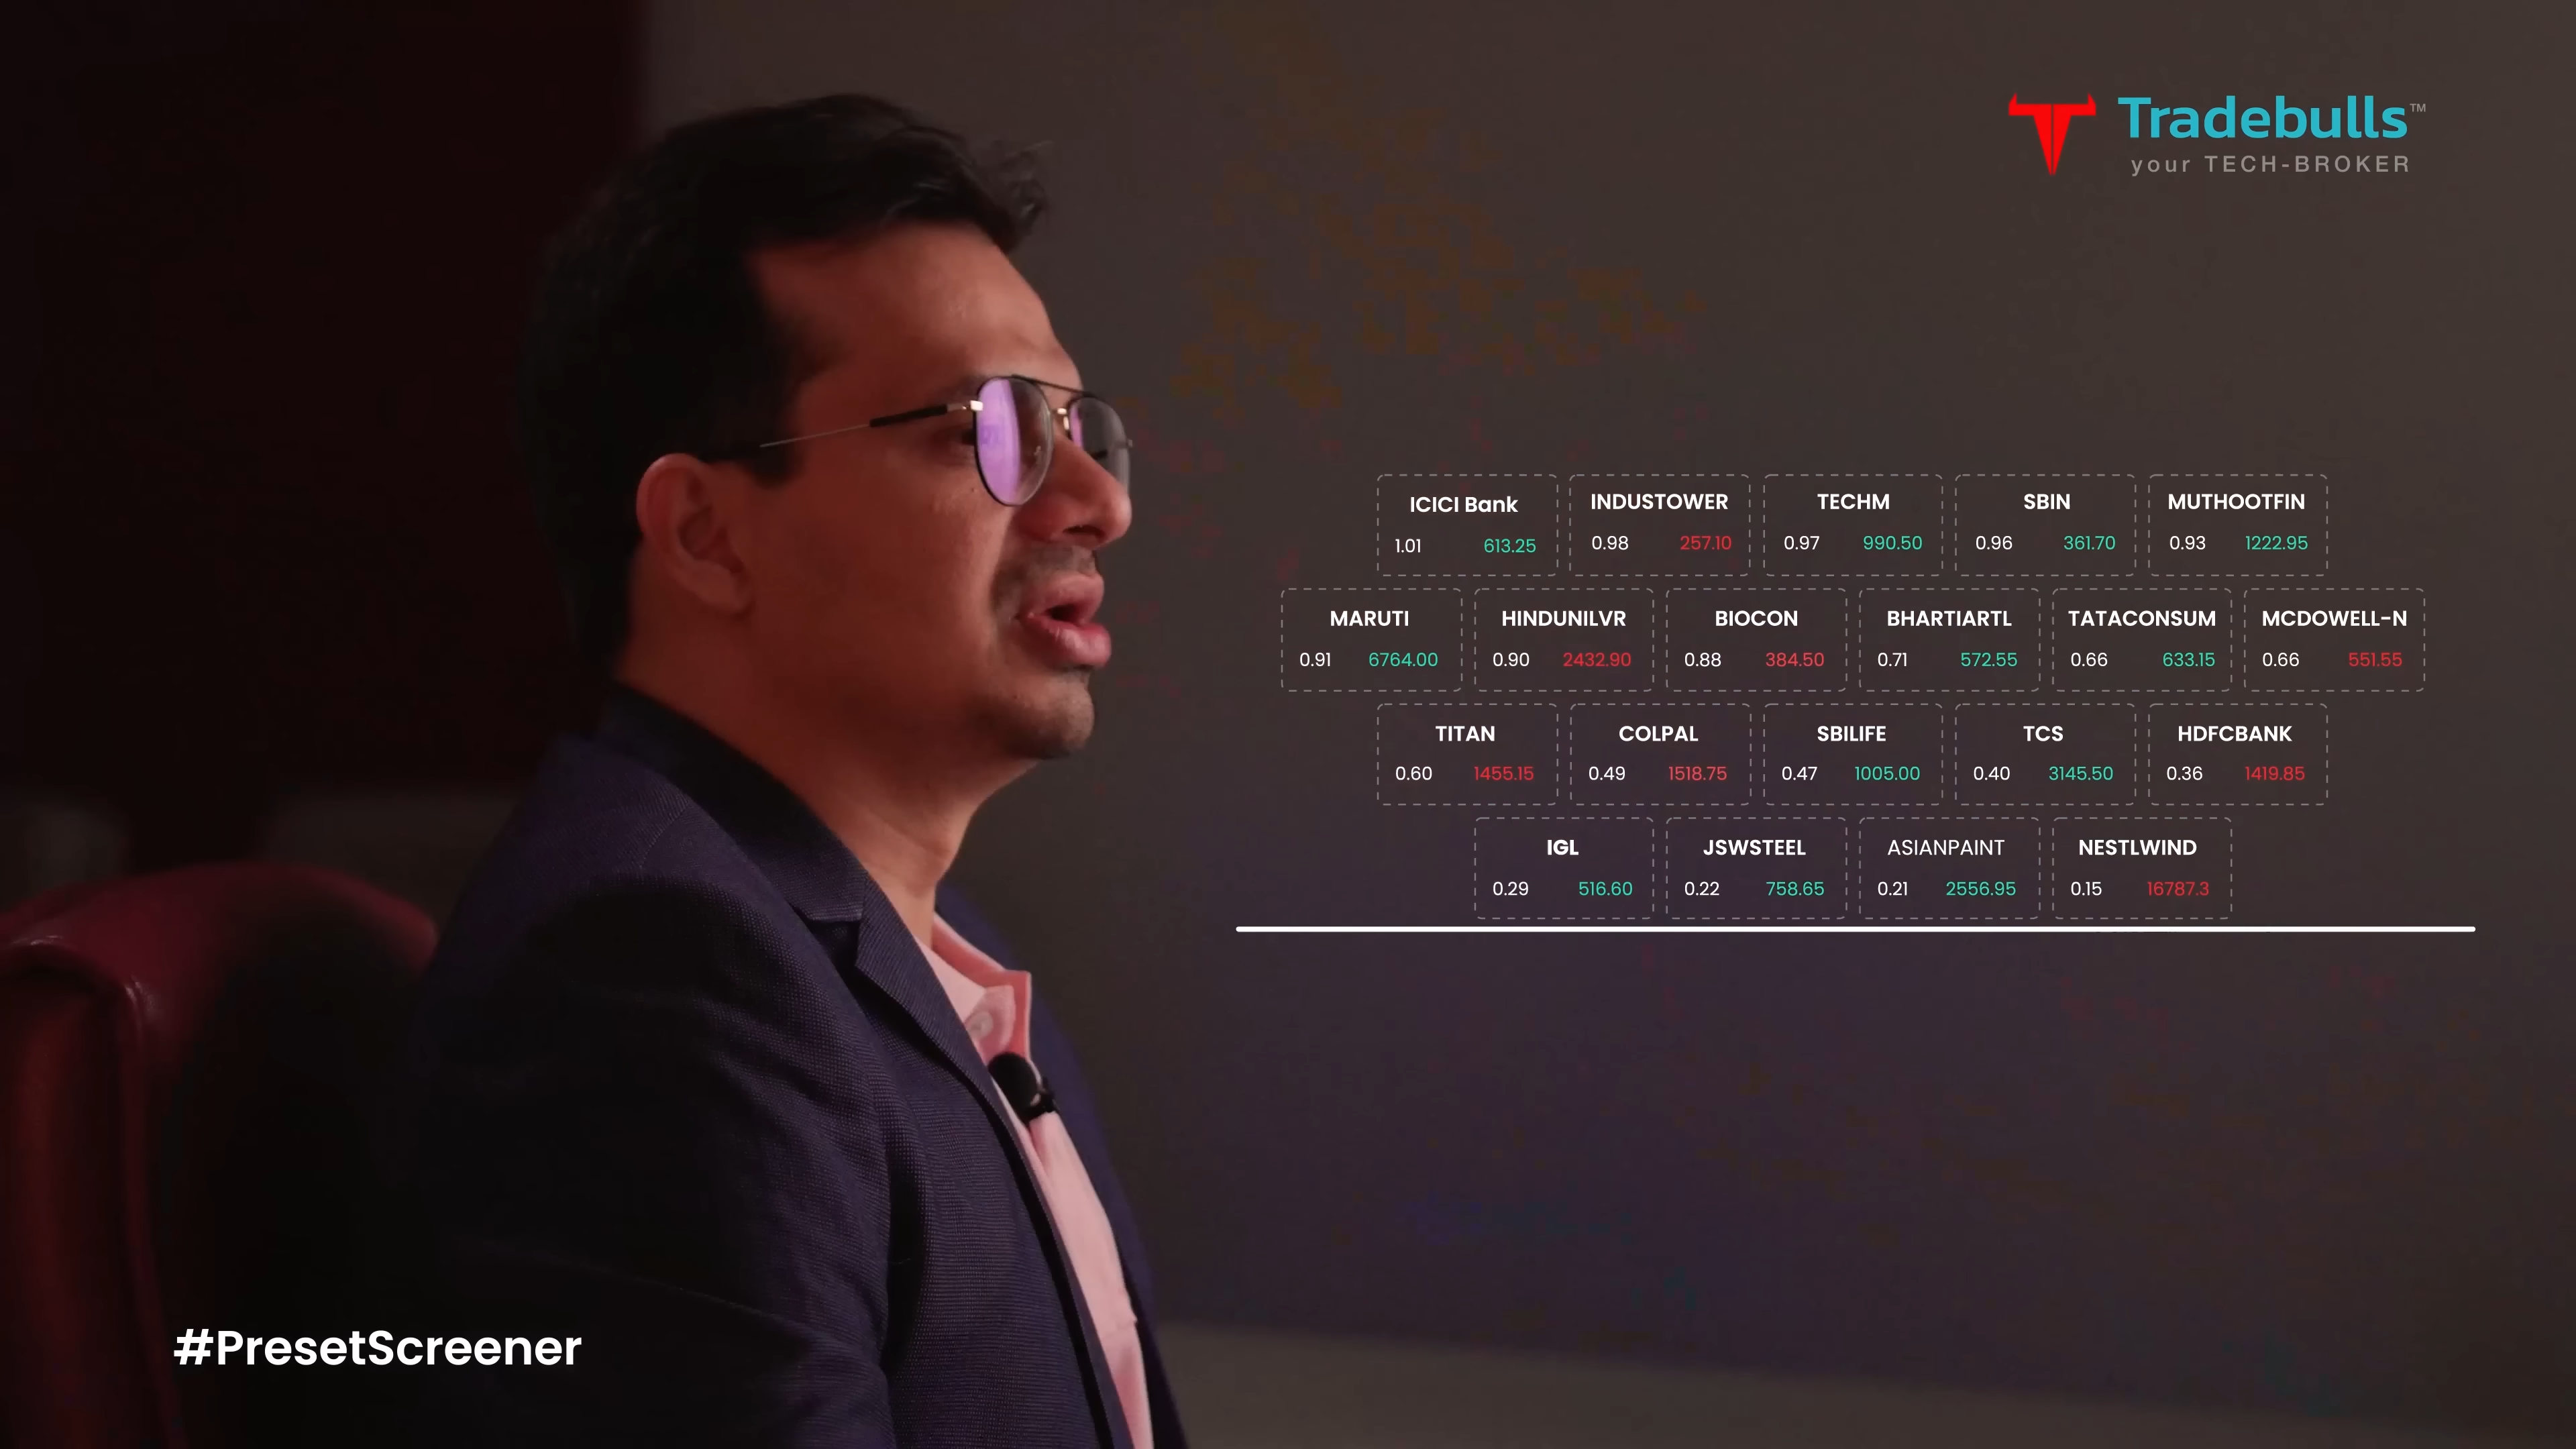 Tradebulls™
your TECH-BROKER
ICICI Bank INDUSTOWER TECHM SBIN MUTHOOTFIN
1.01 613.25 0.98 257.10 0.97 990.50 0.96 361.70 0.93 1222.95
MARUTI HINDUNILVR BIOCON BHARTIARTL TATACONSUM MCDOWELL-N
0.91 6764.00 0.90 2432.90 0.88 384.50 0.71 572.55 0.66 633.15 0.66 551.55
TITAN COLPAL SBILIFE TCS HDFCBANK
0.60 1455.15 0.49 1518.75 0.47 1005.00 0.40 3145.50 0.36 1419.85
IGL JSWSTEEL ASIANPAINT NESTLWIND
0.29 516.60 0.22 758.65 0.21 2556.95 0.15 16787.3
#PresetScreener